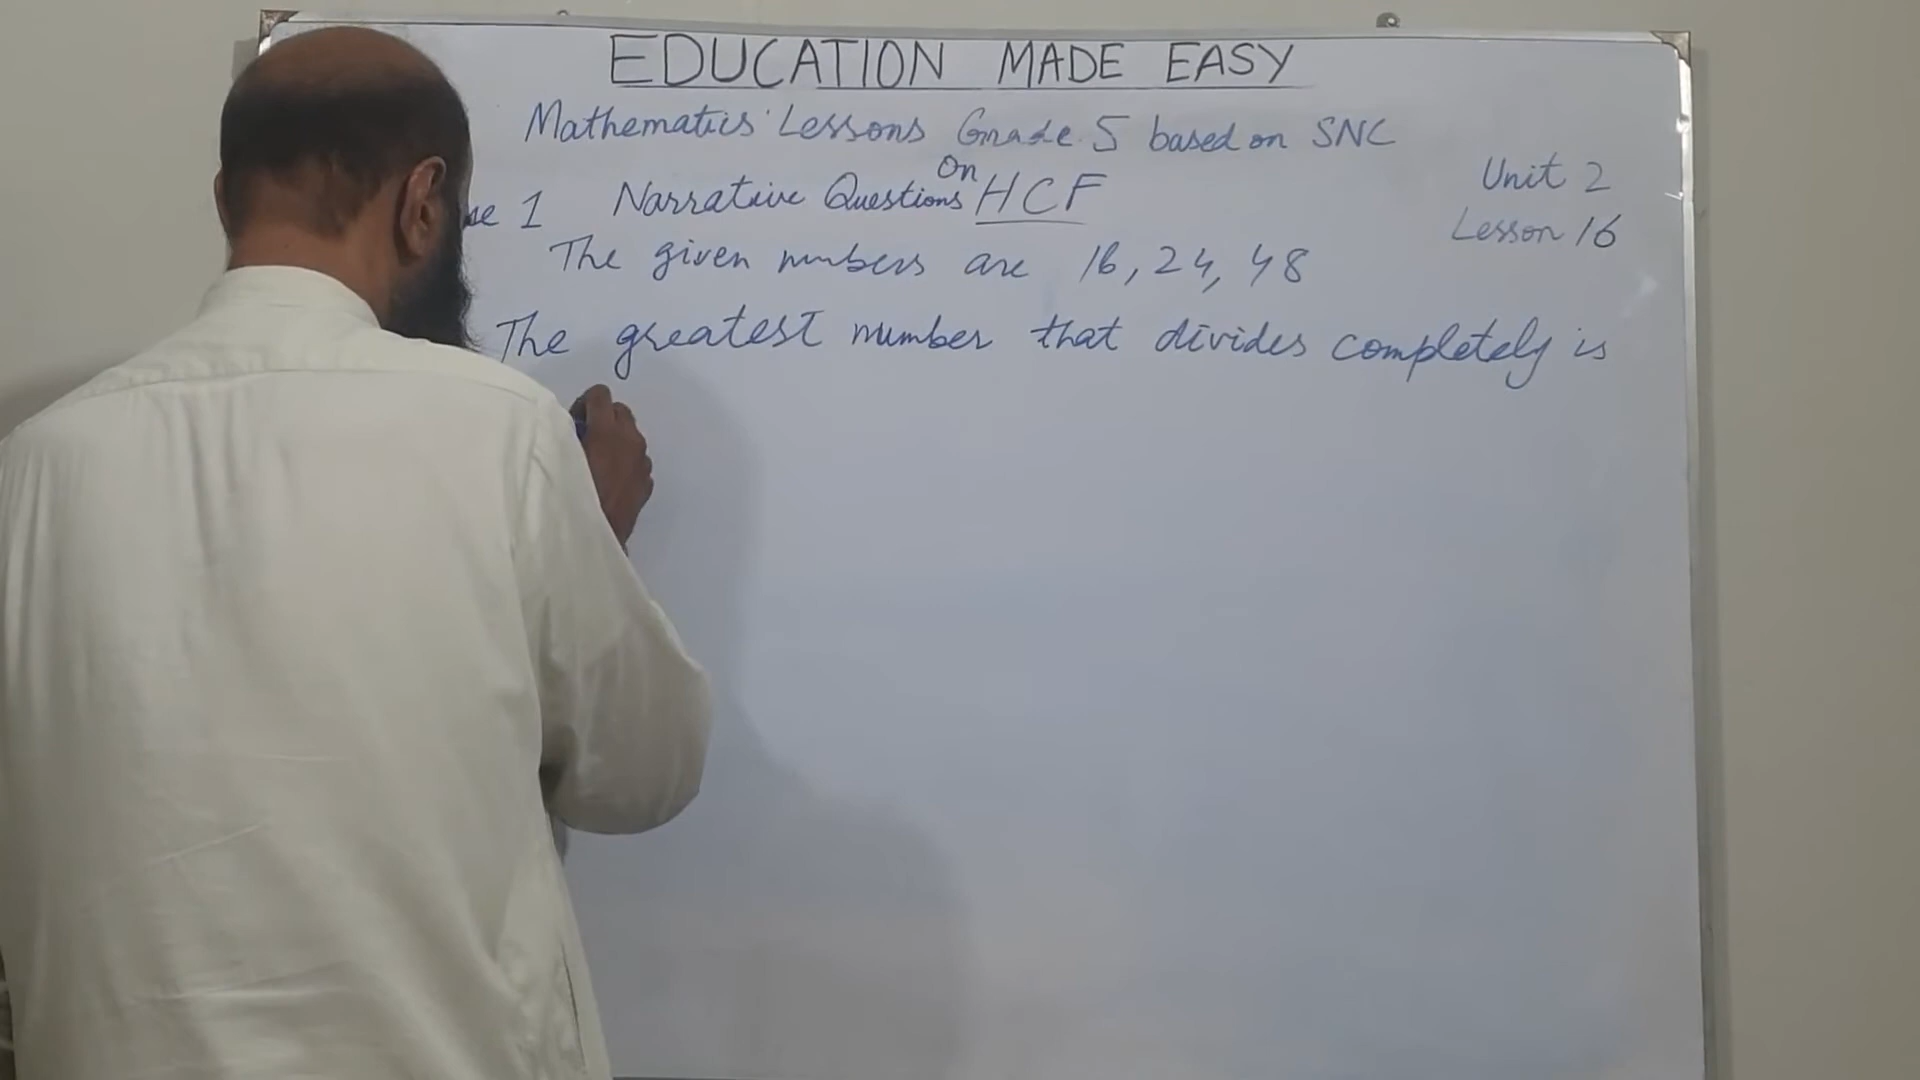 EDUCATION MADE EASY
Mathematics Lessons Grade 5 based on SNC
Unit 2
1 Narrative Questions On HCF
Lesson 16
The given numbers are 16, 24, 48
The greatest number that divides completely is